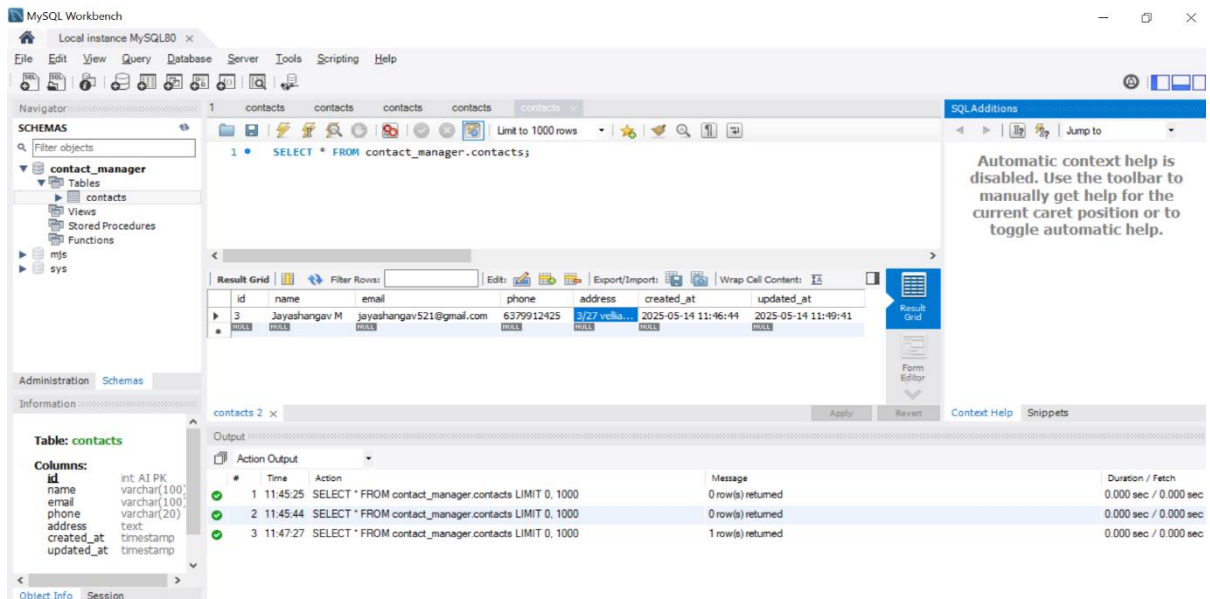 MySQL Workbench
Local instance MySQL80 ×
File Edit View Query Database Server Tools Scripting Help
Navigator
SCHEMAS
Filter objects
contact_manager
Tables
contacts
Views
Stored Procedures
Functions
mjs
sys
Administration Schemas
Information
Table: contacts
Columns:
id int AI PK
name varchar(100)
email varchar(100)
phone varchar(20)
address text
created_at timestamp
updated_at timestamp
Object Info Session
1 contacts contacts contacts contacts contacts ×
Limit to 1000 rows
1 SELECT * FROM contact_manager.contacts;
Result Grid Filter Rows: Edit: Export/Import: Wrap Cell Content:
id name email phone address created_at updated_at
3 Jayashangav M jayashangav521@gmail.com 6379912425 3/27 vellia... 2025-05-14 11:46:44 2025-05-14 11:49:41
NULL NULL NULL NULL NULL NULL NULL
Result Grid
Form Editor
contacts 2 × Apply Revert
Output
Action Output
# Time Action Message Duration / Fetch
1 11:45:25 SELECT * FROM contact_manager.contacts LIMIT 0, 1000 0 row(s) returned 0.000 sec / 0.000 sec
2 11:45:44 SELECT * FROM contact_manager.contacts LIMIT 0, 1000 0 row(s) returned 0.000 sec / 0.000 sec
3 11:47:27 SELECT * FROM contact_manager.contacts LIMIT 0, 1000 1 row(s) returned 0.000 sec / 0.000 sec
SQLAdditions
Jump to
Automatic context help is
disabled. Use the toolbar to
manually get help for the
current caret position or to
toggle automatic help.
Context Help Snippets